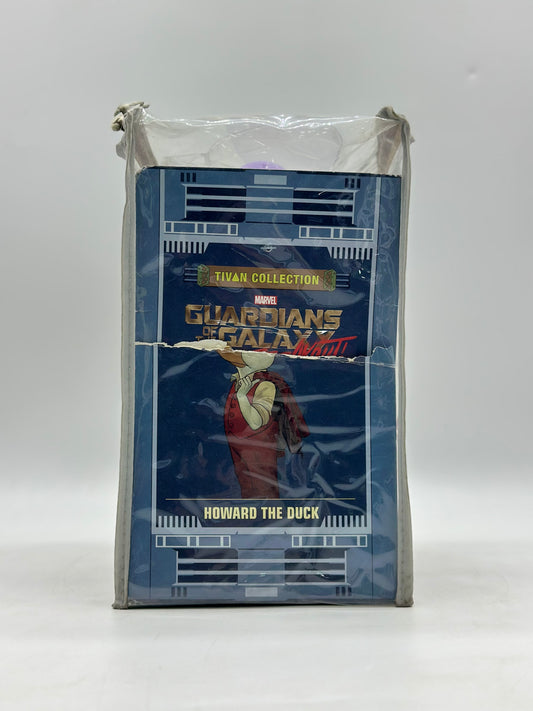 TIVAN COLLECTION
MARVEL
GUARDIANS
OF THE
GALAXY
HOWARD THE DUCK